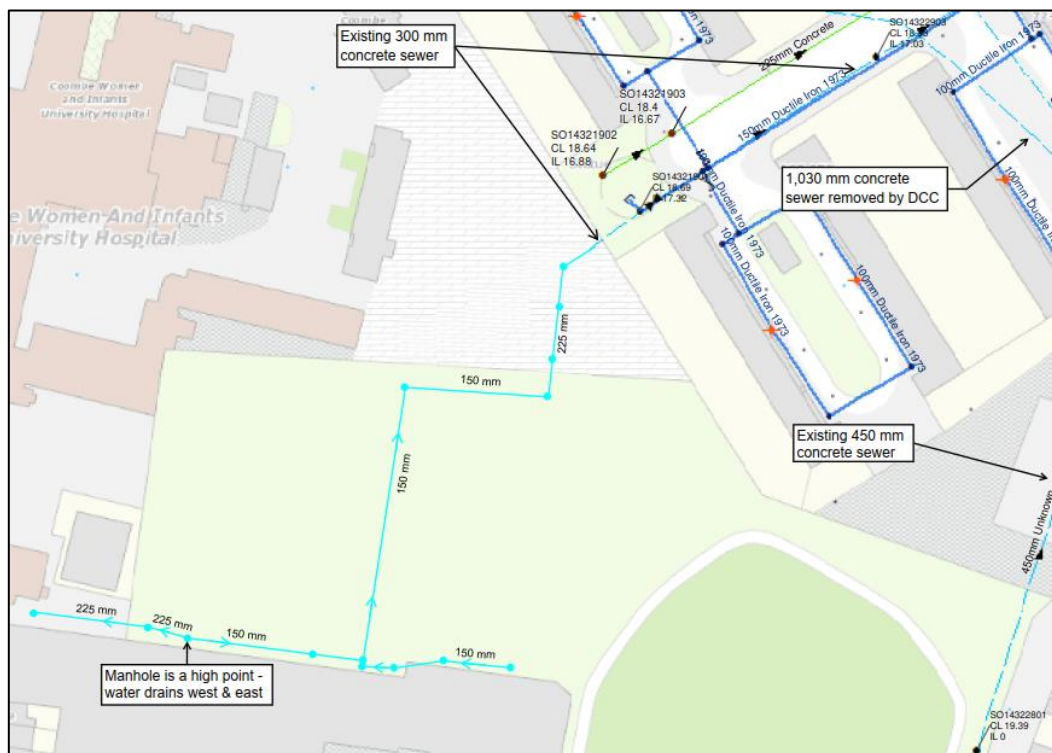 Coombe
Existing 300 mm
concrete sewer
Coombe Women
and Infants
University Hospital
SO14322903
IL 17.03
225mm Concrete
SO14321903
CL 18.4
IL 16.67
150mm Ductile Iron 1973
100mm Ductile Iron 1973
SO14321902
CL 18.64
IL 16.88
CL 18.69
17.32
1,030 mm concrete
sewer removed by DCC
100mm Ductile Iron 1973
100mm Ductile Iron 1973
100mm Ductile Iron 1973
e Women-And Infants
University Hospital
225 mm
150 mm
Existing 450 mm
concrete sewer
150 mm
450mm Unknown
225 mm
225 mm
150 mm
150 mm
Manhole is a high point -
water drains west & east
SO14322801
CL 19.39
IL 0